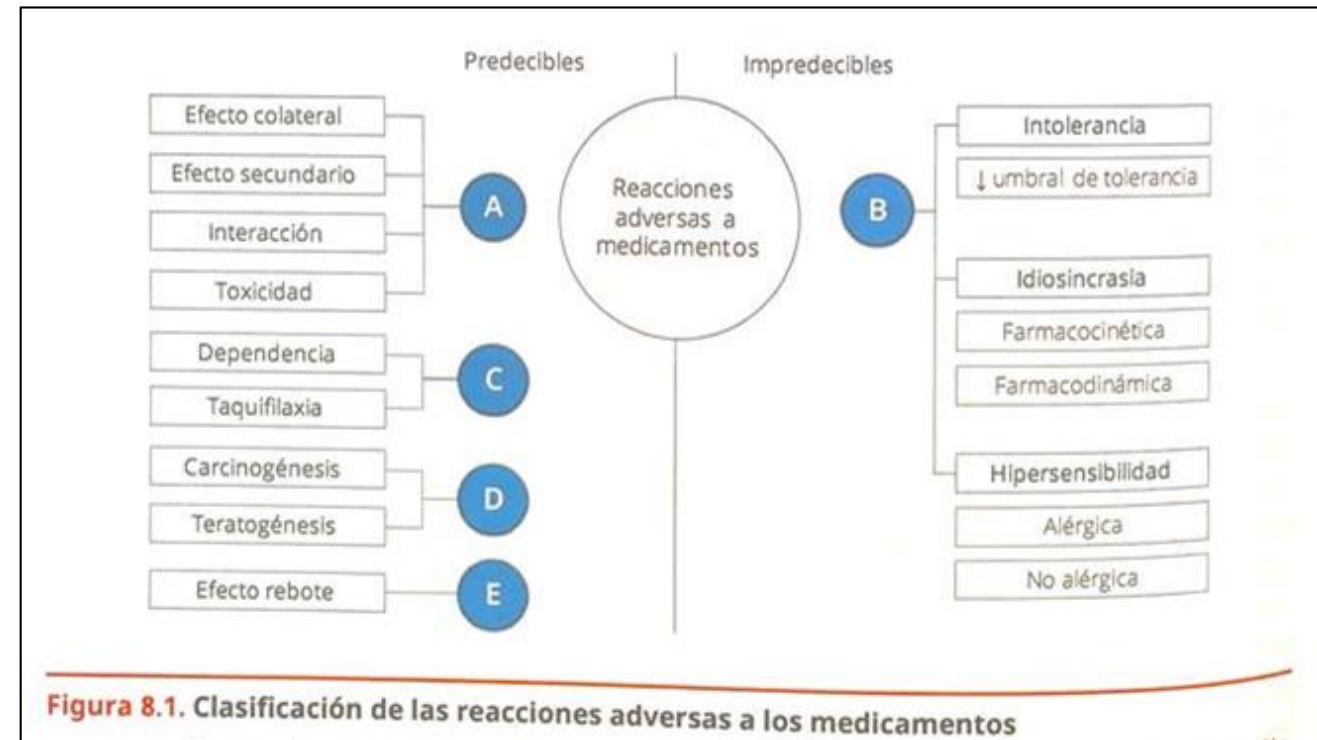 Predecibles
Impredecibles
Efecto colateral
Efecto secundario
Interacción
Toxicidad
A
Dependencia
Taquifilaxia
C
Carcinogénesis
Teratogénesis
D
Efecto rebote
E
Reacciones
adversas a
medicamentos
B
Intolerancia
↓ umbral de tolerancia
Idiosincrasia
Farmacocinética
Farmacodinámica
Hipersensibilidad
Alérgica
No alérgica
Figura 8.1. Clasificación de las reacciones adversas a los medicamentos